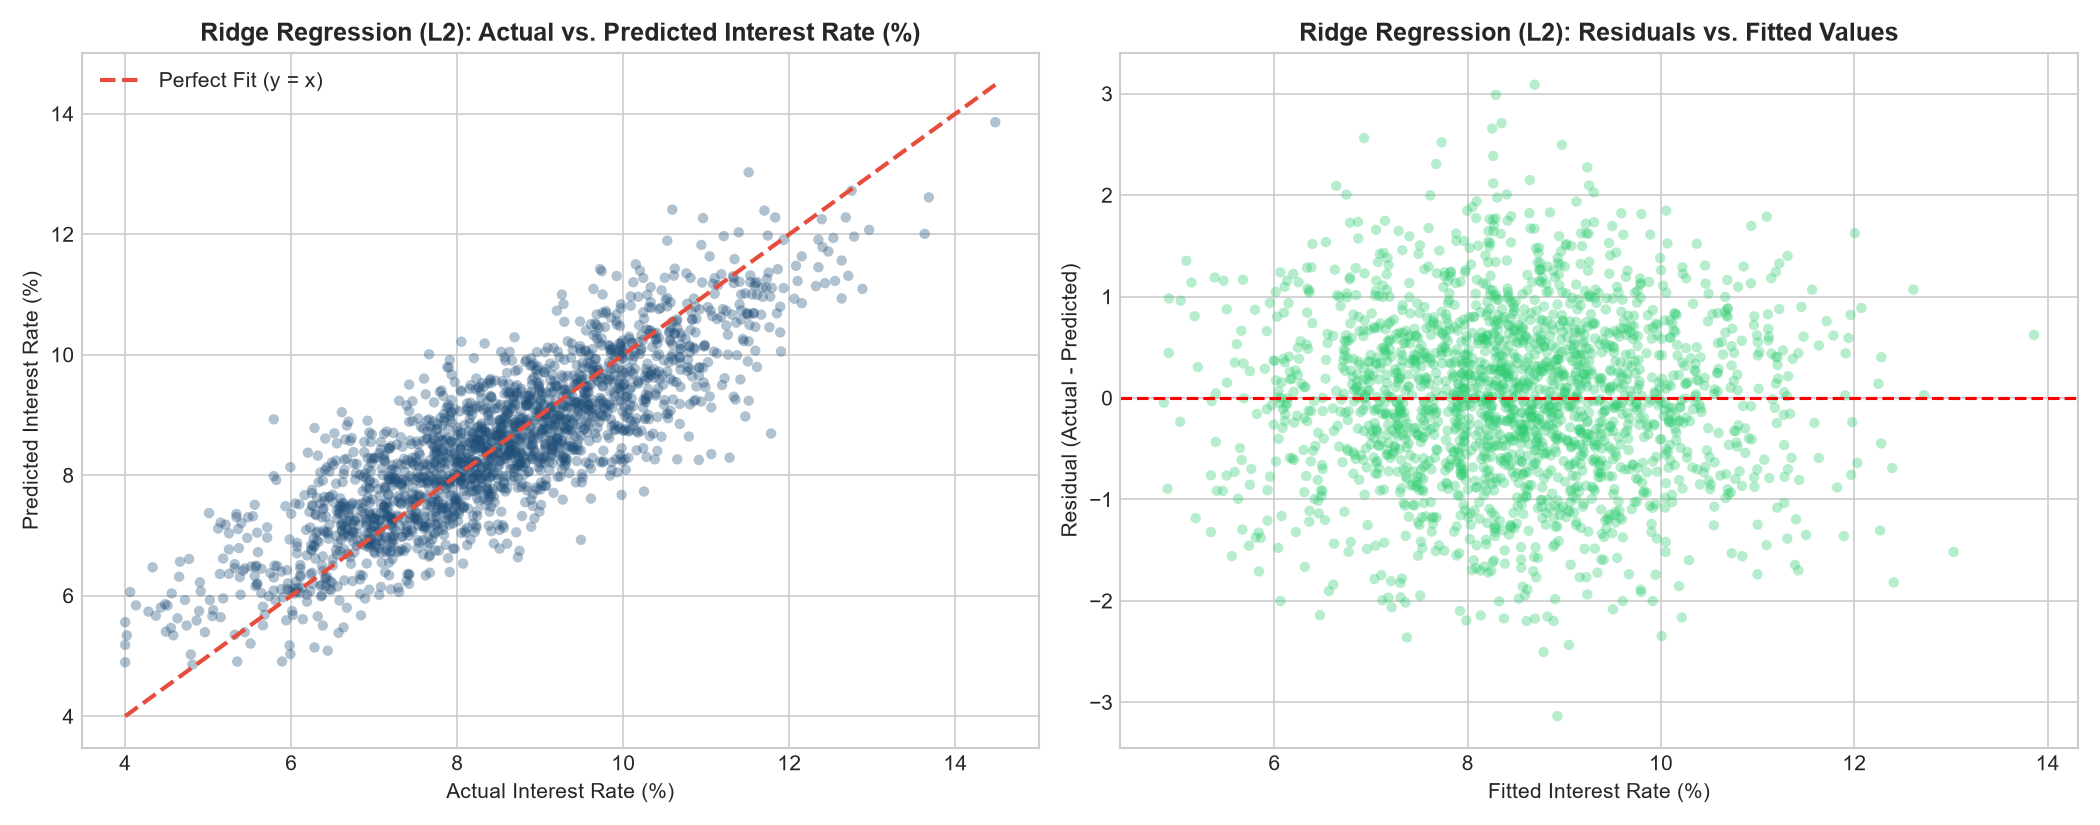 Ridge Regression (L2): Actual vs. Predicted Interest Rate (%)
Perfect Fit (y = x)
14
12
10
8
6
4
Predicted Interest Rate (%)
4 6 8 10 12 14
Actual Interest Rate (%)
Ridge Regression (L2): Residuals vs. Fitted Values
3
2
1
0
−1
−2
−3
Residual (Actual - Predicted)
6 8 10 12 14
Fitted Interest Rate (%)